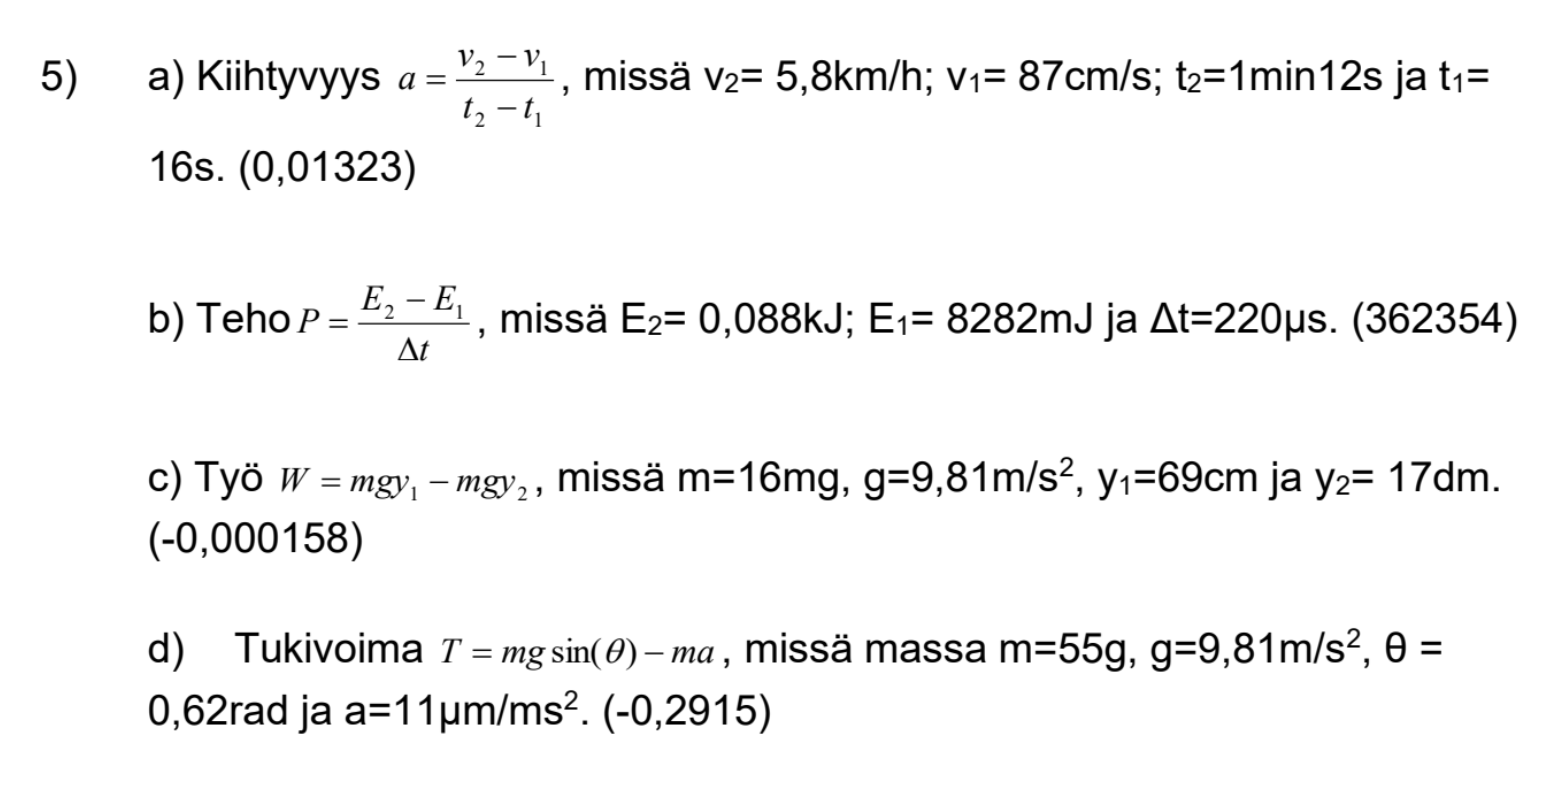 5) a) Kiihtyvyys a = (v₂ − v₁)/(t₂ − t₁), missä v₂= 5,8km/h; v₁= 87cm/s; t₂=1min12s ja t₁=
16s. (0,01323)
b) Teho P = (E₂ − E₁)/Δt, missä E₂= 0,088kJ; E₁= 8282mJ ja Δt=220μs. (362354)
c) Työ W = mgy₁ − mgy₂, missä m=16mg, g=9,81m/s², y₁=69cm ja y₂= 17dm.
(-0,000158)
d) Tukivoima T = mg sin(θ) − ma, missä massa m=55g, g=9,81m/s², θ =
0,62rad ja a=11μm/ms². (-0,2915)